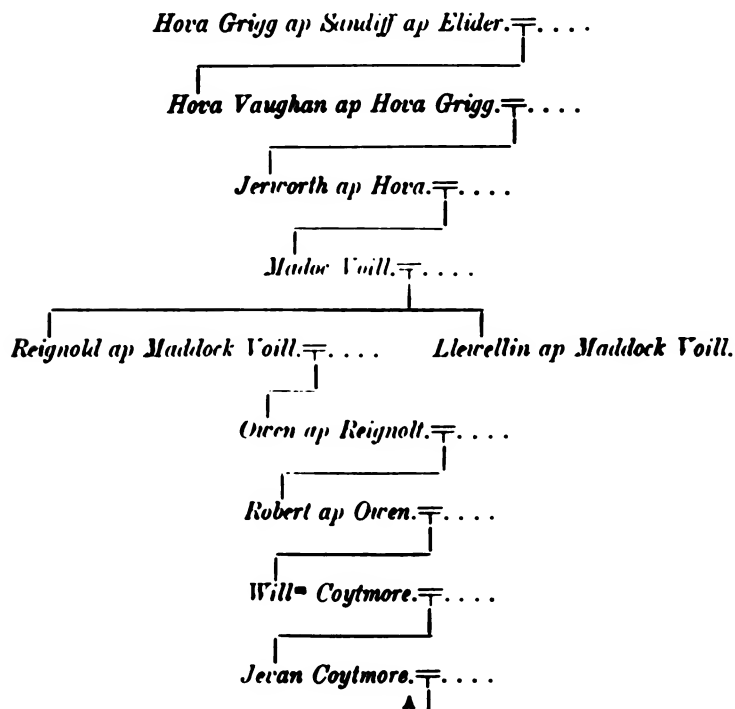 Hova Grigg ap Sandiff ap Elider.╤....
Hova Vaughan ap Hova Grigg.╤....
Jerworth ap Hova.╤....
Madoc Voill.╤....
Reignold ap Maddock Voill.╤.... Llewellin ap Maddock Voill.
Owen ap Reignolt.╤....
Robert ap Owen.╤....
Willm Coytmore.╤....
Jevan Coytmore.╤....
A